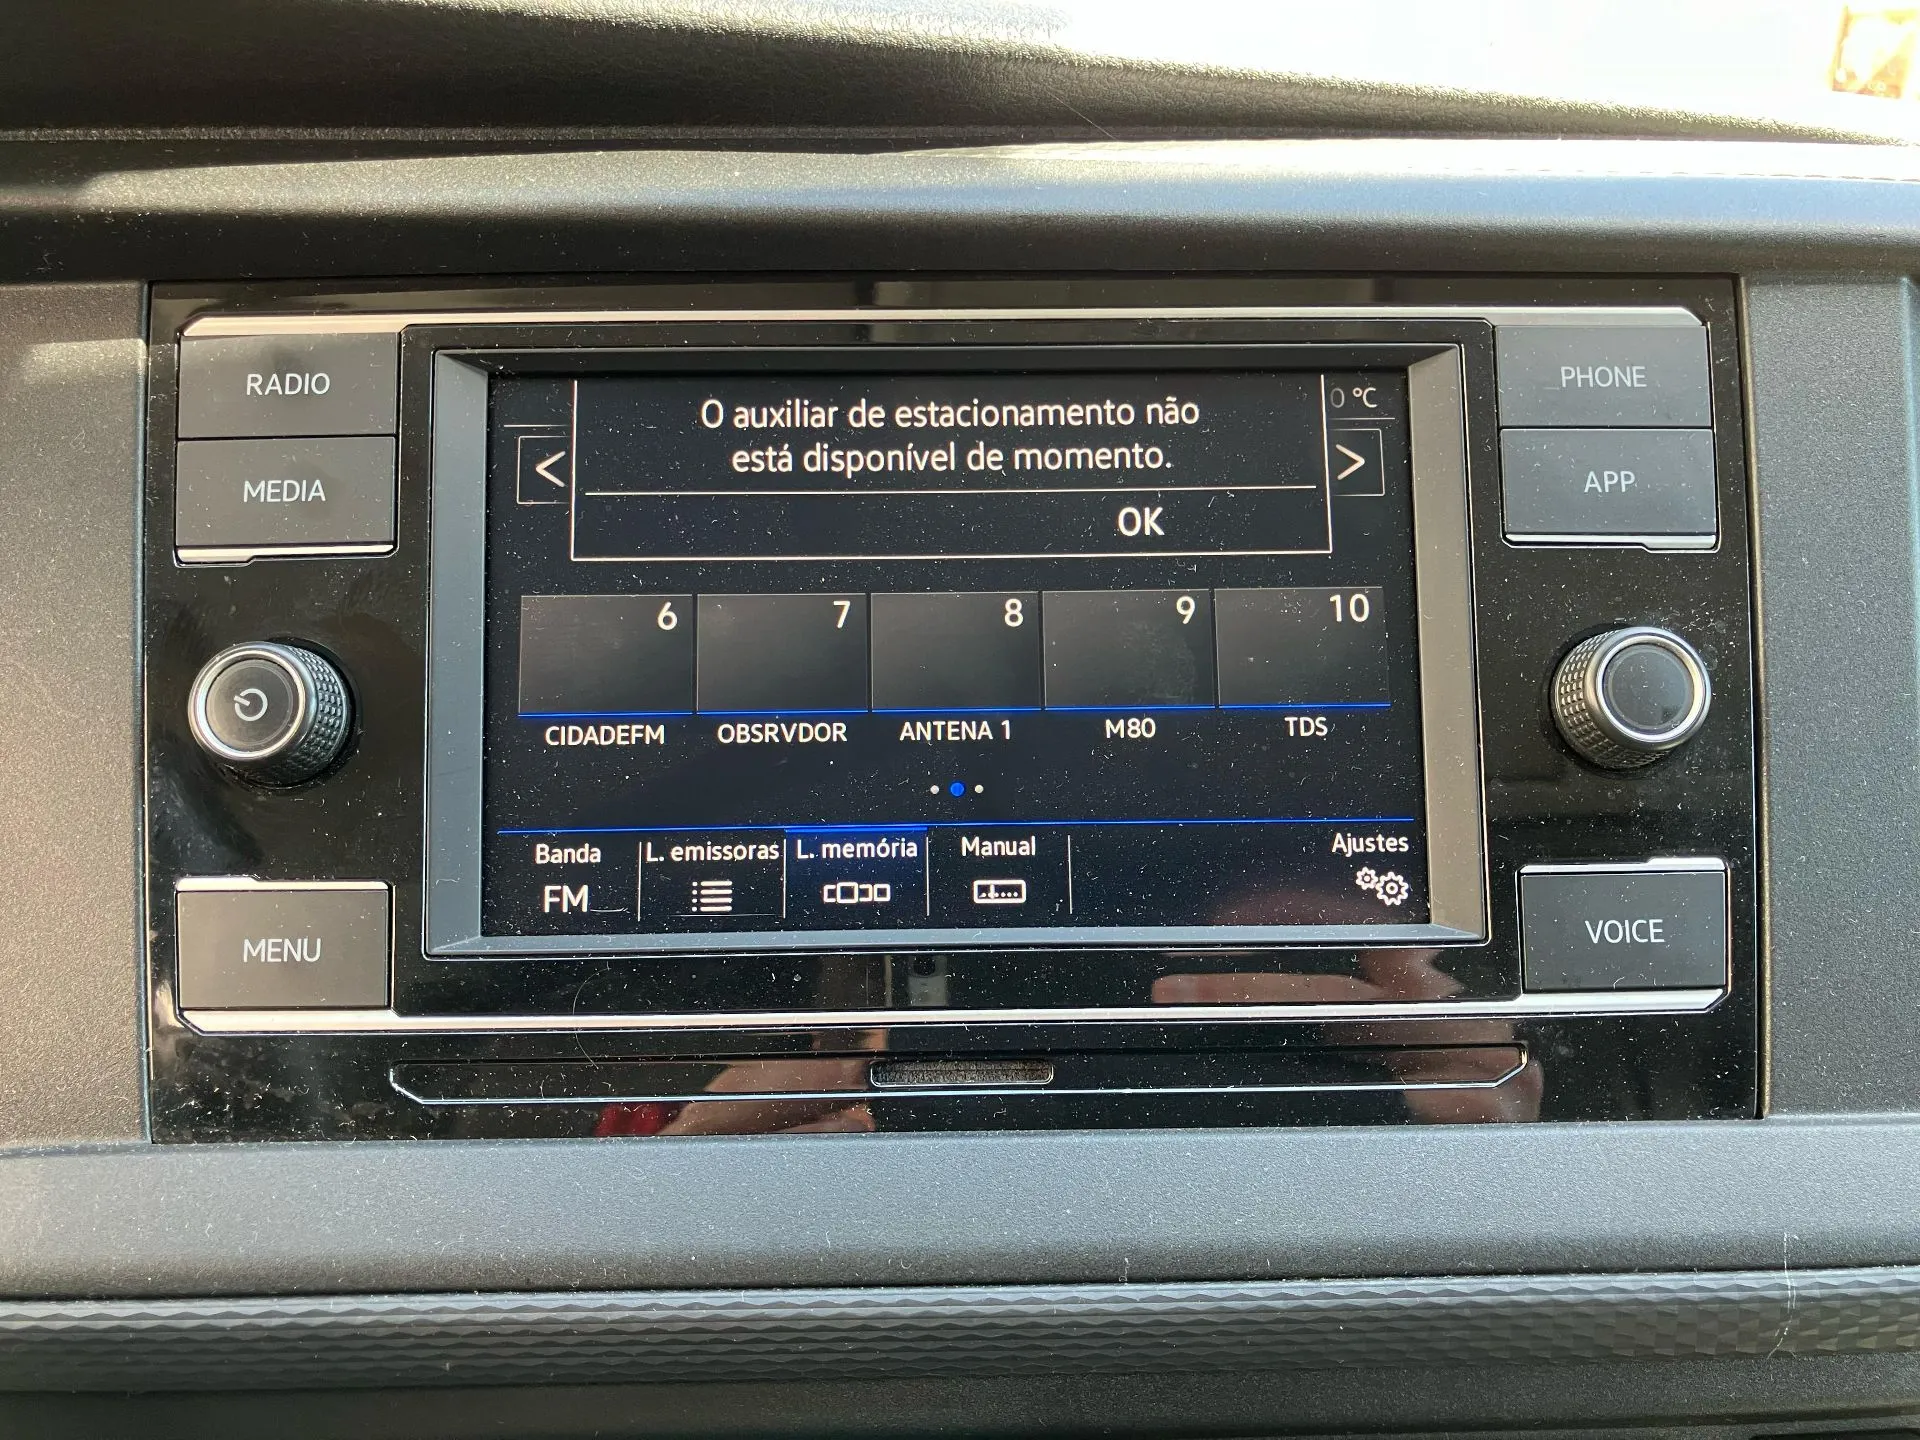 RADIO
MEDIA
MENU
PHONE
APP
VOICE
O auxiliar de estacionamento não
está disponível de momento.
OK
0 °C
<
>
6 7 8 9 10
CIDADEFM OBSRVDOR ANTENA 1 M80 TDS
Banda L. emissoras L. memória Manual Ajustes
FM